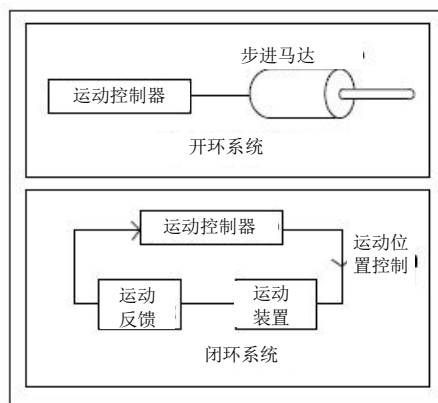 步进马达
运动控制器
开环系统
运动控制器
运动位
置控制
运动
反馈
运动
装置
闭环系统